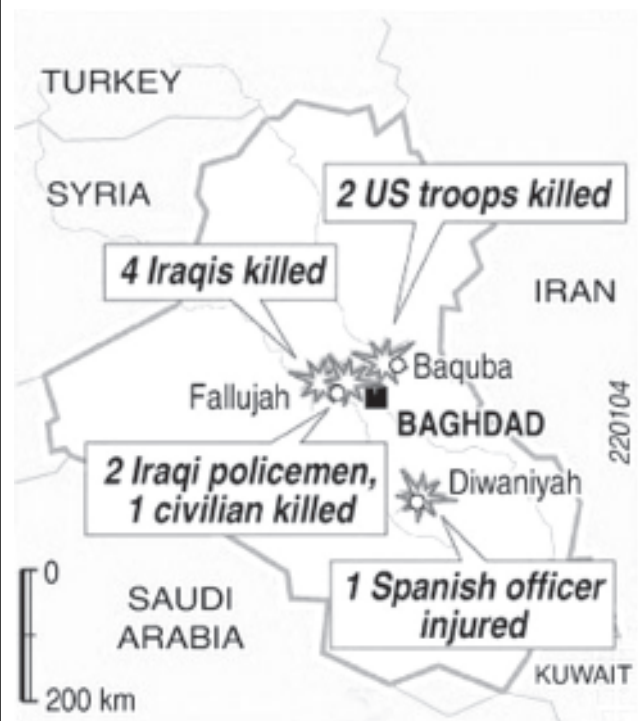 TURKEY
SYRIA
2 US troops killed
4 Iraqis killed
IRAN
Baquba
Fallujah
BAGHDAD
220104
2 Iraqi policemen,
1 civilian killed
Diwaniyah
0
SAUDI
ARABIA
1 Spanish officer
injured
KUWAIT
200 km